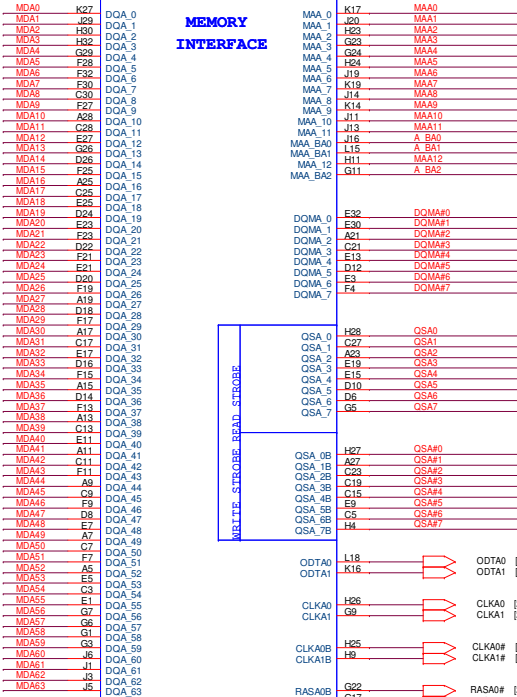 MDA0 K27 DQA_0
MDA1 J29 DQA_1
MDA2 H30 DQA_2
MDA3 H32 DQA_3
MDA4 G29 DQA_4
MDA5 F28 DQA_5
MDA6 F32 DQA_6
MDA7 F30 DQA_7
MDA8 C30 DQA_8
MDA9 F27 DQA_9
MDA10 A28 DQA_10
MDA11 C28 DQA_11
MDA12 E27 DQA_12
MDA13 G26 DQA_13
MDA14 D26 DQA_14
MDA15 F25 DQA_15
MDA16 A25 DQA_16
MDA17 C25 DQA_17
MDA18 E25 DQA_18
MDA19 D24 DQA_19
MDA20 E23 DQA_20
MDA21 F23 DQA_21
MDA22 D22 DQA_22
MDA23 F21 DQA_23
MDA24 E21 DQA_24
MDA25 D20 DQA_25
MDA26 F19 DQA_26
MDA27 A19 DQA_27
MDA28 D18 DQA_28
MDA29 F17 DQA_29
MDA30 A17 DQA_30
MDA31 C17 DQA_31
MDA32 E17 DQA_32
MDA33 D16 DQA_33
MDA34 F15 DQA_34
MDA35 A15 DQA_35
MDA36 D14 DQA_36
MDA37 F13 DQA_37
MDA38 A13 DQA_38
MDA39 C13 DQA_39
MDA40 E11 DQA_40
MDA41 A11 DQA_41
MDA42 C11 DQA_42
MDA43 F11 DQA_43
MDA44 A9 DQA_44
MDA45 C9 DQA_45
MDA46 F9 DQA_46
MDA47 D8 DQA_47
MDA48 E7 DQA_48
MDA49 A7 DQA_49
MDA50 C7 DQA_50
MDA51 F7 DQA_51
MDA52 A5 DQA_52
MDA53 E5 DQA_53
MDA54 C3 DQA_54
MDA55 E1 DQA_55
MDA56 G7 DQA_56
MDA57 G6 DQA_57
MDA58 G1 DQA_58
MDA59 G3 DQA_59
MDA60 J6 DQA_60
MDA61 J1 DQA_61
MDA62 J3 DQA_62
MDA63 J5 DQA_63
MEMORY
INTERFACE
WRITE STROBE READ STROBE
MAA_0 K17 MAA0
MAA_1 J20 MAA1
MAA_2 H23 MAA2
MAA_3 G23 MAA3
MAA_4 G24 MAA4
MAA_5 H24 MAA5
MAA_6 J19 MAA6
MAA_7 K19 MAA7
MAA_8 J14 MAA8
MAA_9 K14 MAA9
MAA_10 J11 MAA10
MAA_11 J13 MAA11
MAA_BA0 J16 A_BA0
MAA_BA1 L15 A_BA1
MAA_12 H11 MAA12
MAA_BA2 G11 A_BA2
DQMA_0 E32 DQMA#0
DQMA_1 E30 DQMA#1
DQMA_2 A21 DQMA#2
DQMA_3 C21 DQMA#3
DQMA_4 E13 DQMA#4
DQMA_5 D12 DQMA#5
DQMA_6 E3 DQMA#6
DQMA_7 F4 DQMA#7
QSA_0 H28 QSA0
QSA_1 C27 QSA1
QSA_2 A23 QSA2
QSA_3 E19 QSA3
QSA_4 E15 QSA4
QSA_5 D10 QSA5
QSA_6 D6 QSA6
QSA_7 G5 QSA7
QSA_0B H27 QSA#0
QSA_1B A27 QSA#1
QSA_2B C23 QSA#2
QSA_3B C19 QSA#3
QSA_4B C15 QSA#4
QSA_5B E9 QSA#5
QSA_6B C5 QSA#6
QSA_7B H4 QSA#7
ODTA0 L18 ODTA0
ODTA1 K16 ODTA1
CLKA0 H26 CLKA0
CLKA1 G9 CLKA1
CLKA0B H25 CLKA0#
CLKA1B H9 CLKA1#
RASA0B G22 RASA0#